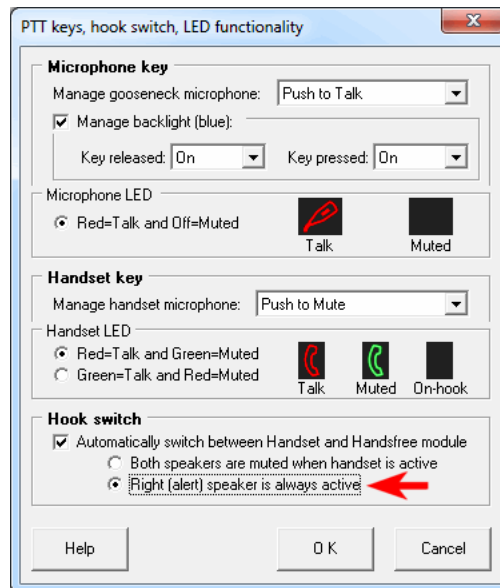 PTT keys, hook switch, LED functionality
Microphone key
Manage gooseneck microphone: Push to Talk
Manage backlight (blue):
Key released: On Key pressed: On
Microphone LED
Red=Talk and Off=Muted
Talk Muted
Handset key
Manage handset microphone: Push to Mute
Handset LED
Red=Talk and Green=Muted
Green=Talk and Red=Muted
Talk Muted On-hook
Hook switch
Automatically switch between Handset and Handsfree module
Both speakers are muted when handset is active
Right (alert) speaker is always active
Help OK Cancel